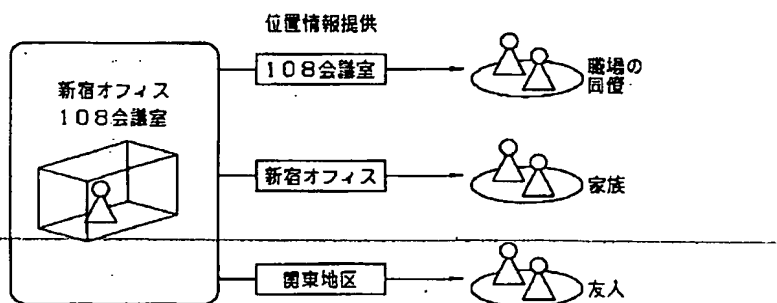 位置情報提供
新宿オフィス
108会議室
108会議室
職場の
同僚
新宿オフィス
家族
関東地区
友人